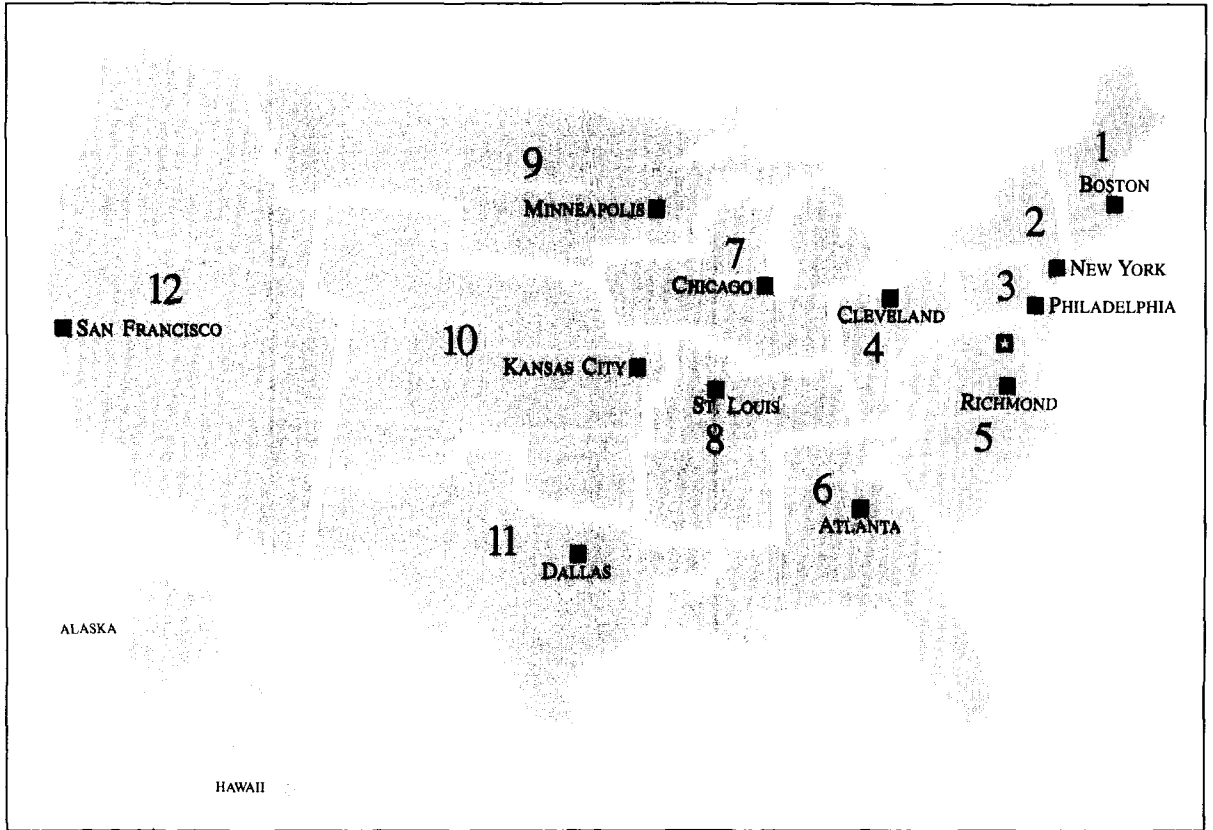 1
BOSTON
9
MINNEAPOLIS
2
7
CHICAGO
NEW YORK
12
3
CLEVELAND
PHILADELPHIA
SAN FRANCISCO
4
10
KANSAS CITY
ST. LOUIS
RICHMOND
8
5
6
ATLANTA
11
DALLAS
ALASKA
HAWAII